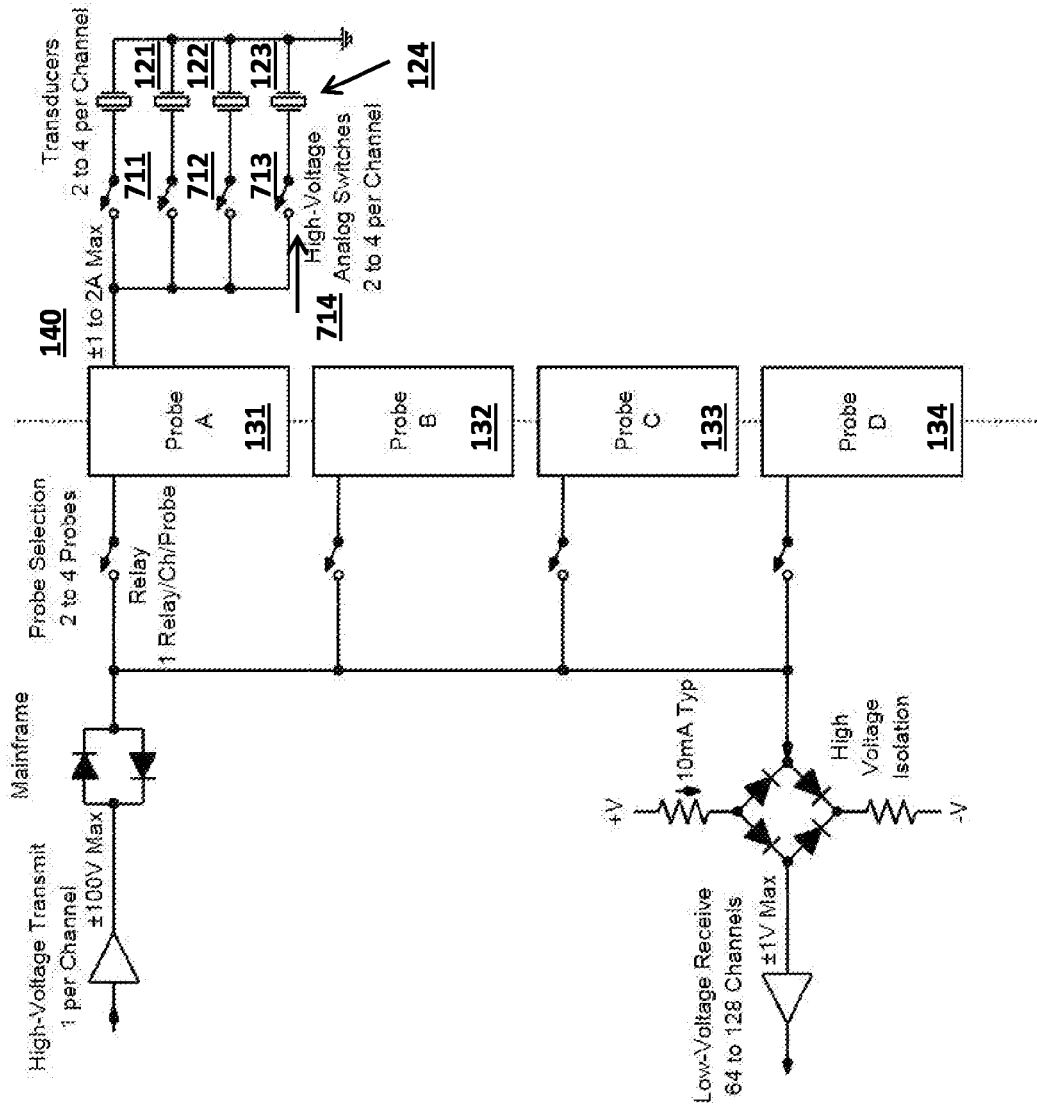 High-Voltage Transmit
1 per Channel
±100V Max
Mainframe
Probe Selection
2 to 4 Probes
Relay
1 Relay/Ch/Probe
140
±1 to 2A Max
Transducers
2 to 4 per Channel
711
121
712
122
713
123
714
High-Voltage
Analog Switches
2 to 4 per Channel
124
Probe
A
131
Probe
B
132
Probe
C
133
Probe
D
134
+V
10mA Typ
High
Voltage
Isolation
-V
±1V Max
Low-Voltage Receive
64 to 128 Channels